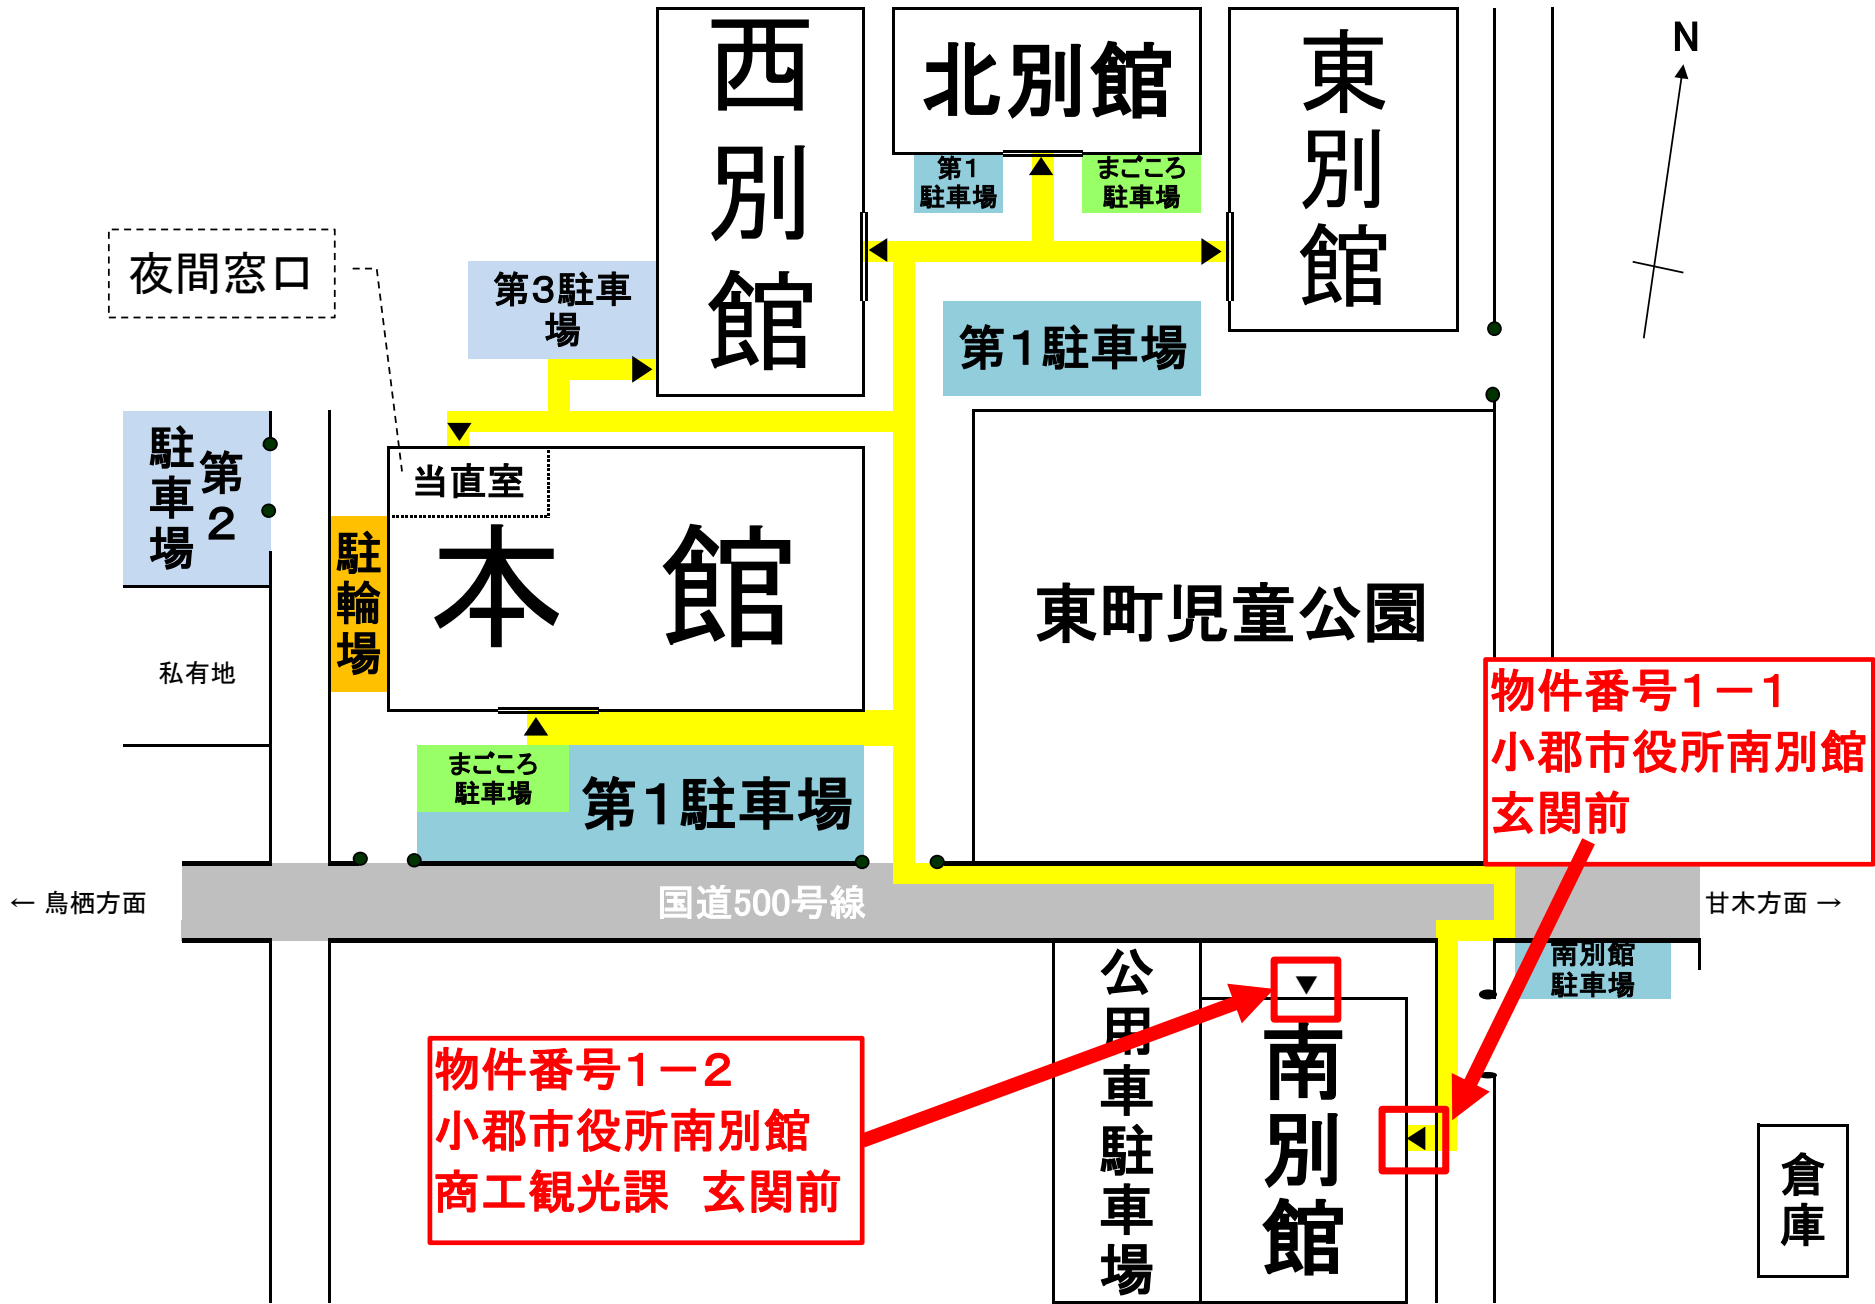 西別館
北別館
東別館
N
第1
駐車場
まごころ
駐車場
夜間窓口
第3駐車
場
第1駐車場
第2
駐車場
当直室
本 館
駐輪場
東町児童公園
私有地
物件番号1－1
小郡市役所南別館
玄関前
まごころ
駐車場
第1駐車場
← 鳥栖方面
国道500号線
甘木方面 →
公用車駐車場
南別館
南別館
駐車場
物件番号1－2
小郡市役所南別館
商工観光課 玄関前
倉庫